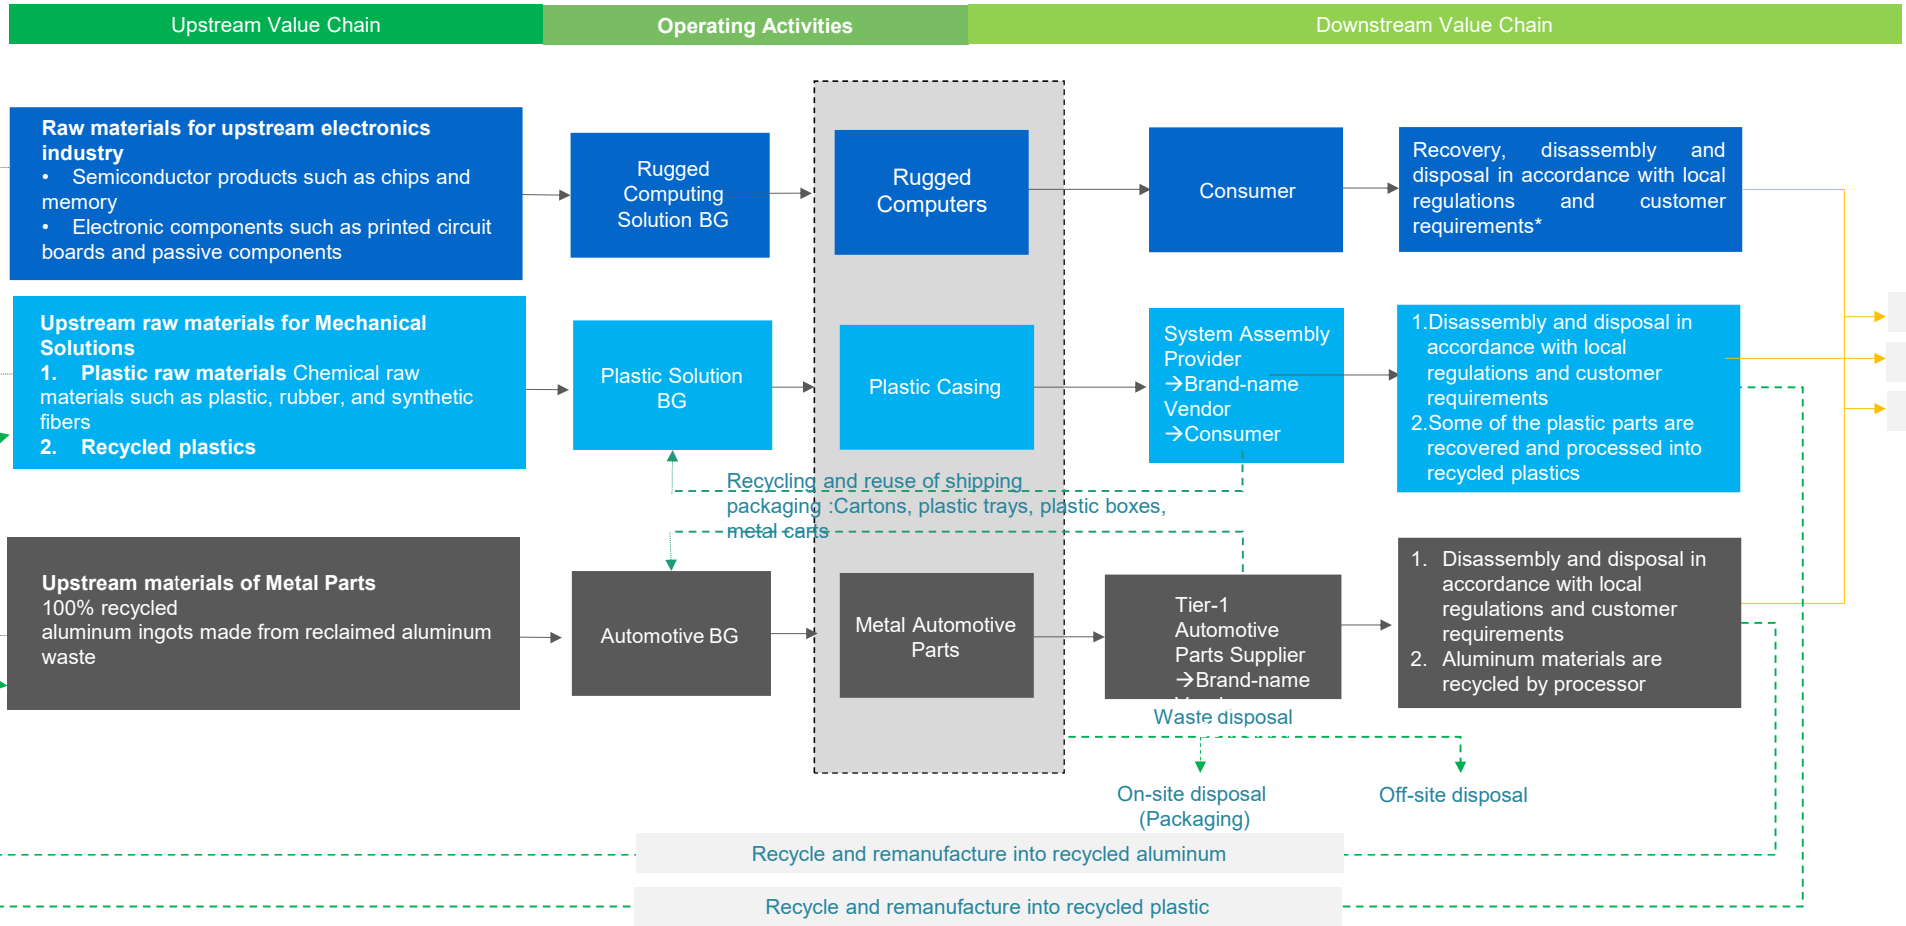 Upstream Value Chain
Operating Activities
Downstream Value Chain
Raw materials for upstream electronics
industry
• Semiconductor products such as chips and
memory
• Electronic components such as printed circuit
boards and passive components
Rugged
Computing
Solution BG
Rugged
Computers
Consumer
Recovery, disassembly and
disposal in accordance with local
regulations and customer
requirements*
Upstream raw materials for Mechanical
Solutions
1. Plastic raw materials Chemical raw
materials such as plastic, rubber, and synthetic
fibers
2. Recycled plastics
Plastic Solution
BG
Plastic Casing
System Assembly
Provider
→Brand-name
Vendor
→Consumer
1.Disassembly and disposal in
accordance with local
regulations and customer
requirements
2.Some of the plastic parts are
recovered and processed into
recycled plastics
Recycling and reuse of shipping
packaging :Cartons, plastic trays, plastic boxes,
metal carts
Upstream materials of Metal Parts
100% recycled
aluminum ingots made from reclaimed aluminum
waste
Automotive BG
Metal Automotive
Parts
Tier-1
Automotive
Parts Supplier
→Brand-name
1. Disassembly and disposal in
accordance with local
regulations and customer
requirements
2. Aluminum materials are
recycled by processor
Waste disposal
On-site disposal
(Packaging)
Off-site disposal
Recycle and remanufacture into recycled aluminum
Recycle and remanufacture into recycled plastic